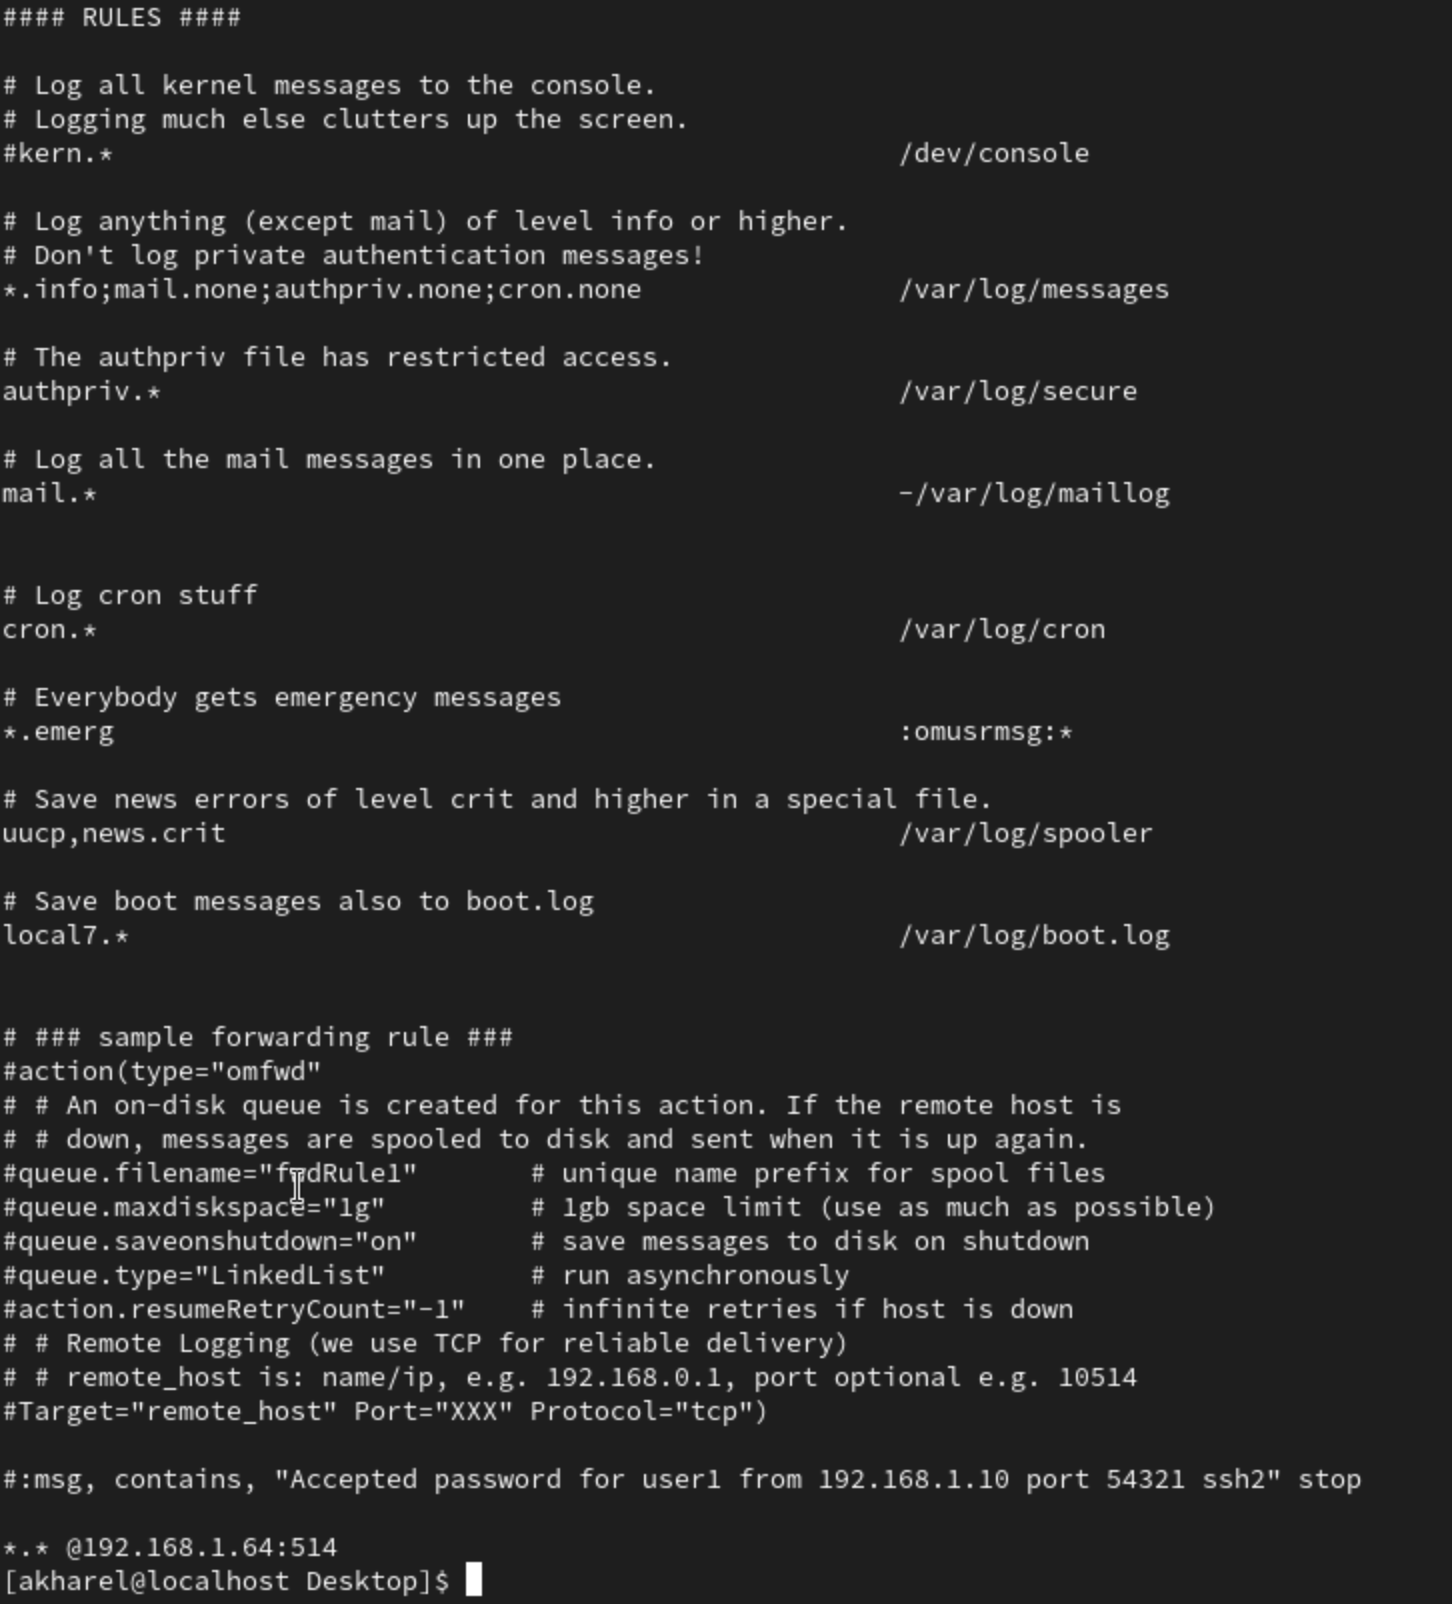 #### RULES ####
# Log all kernel messages to the console.
# Logging much else clutters up the screen.
#kern.* /dev/console
# Log anything (except mail) of level info or higher.
# Don't log private authentication messages!
*.info;mail.none;authpriv.none;cron.none /var/log/messages
# The authpriv file has restricted access.
authpriv.* /var/log/secure
# Log all the mail messages in one place.
mail.* -/var/log/maillog
# Log cron stuff
cron.* /var/log/cron
# Everybody gets emergency messages
*.emerg :omusrmsg:*
# Save news errors of level crit and higher in a special file.
uucp,news.crit /var/log/spooler
# Save boot messages also to boot.log
local7.* /var/log/boot.log
# ### sample forwarding rule ###
#action(type="omfwd"
# # An on-disk queue is created for this action. If the remote host is
# # down, messages are spooled to disk and sent when it is up again.
#queue.filename="fwdRule1" # unique name prefix for spool files
#queue.maxdiskspace="1g" # 1gb space limit (use as much as possible)
#queue.saveonshutdown="on" # save messages to disk on shutdown
#queue.type="LinkedList" # run asynchronously
#action.resumeRetryCount="-1" # infinite retries if host is down
# # Remote Logging (we use TCP for reliable delivery)
# # remote_host is: name/ip, e.g. 192.168.0.1, port optional e.g. 10514
#Target="remote_host" Port="XXX" Protocol="tcp")
#:msg, contains, "Accepted password for user1 from 192.168.1.10 port 54321 ssh2" stop
*.* @192.168.1.64:514
[akharel@localhost Desktop]$